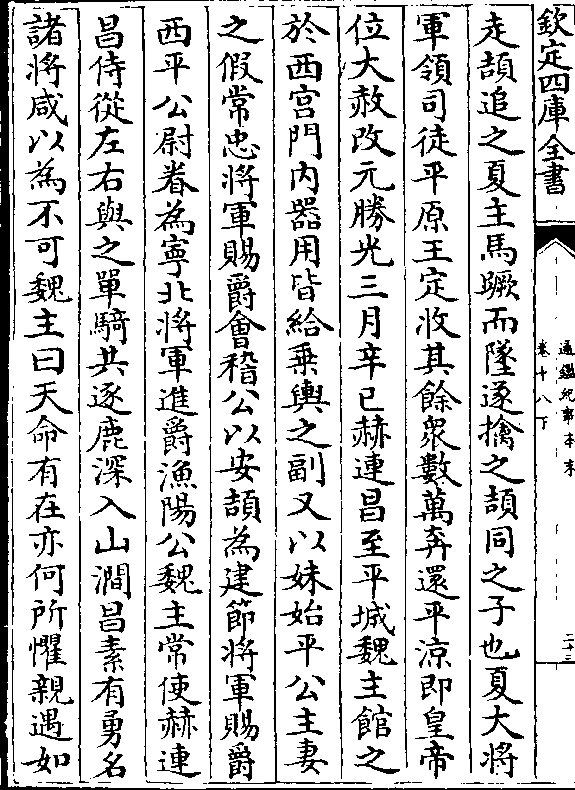 欽定四庫全書
通鑑紀事本末
卷十八下
二十三
走頡追之夏主馬蹶而墜遂擒之頡同之子也夏大將
軍領司徒平原王定收其餘衆數萬奔還平涼即皇帝
位大赦改元勝光三月辛巳赫連昌至平城魏主館之
於西宫門内器用皆給乗輿之副又以妹始平公主妻
之假常忠將軍賜爵會稽公以安頡為建節將軍賜爵
西平公尉眷為寧北將軍進爵漁陽公魏主常使赫連
昌侍從左右與之單騎共逐鹿深入山澗昌素有勇名
諸將咸以為不可魏主曰天命有在亦何所懼親遇如